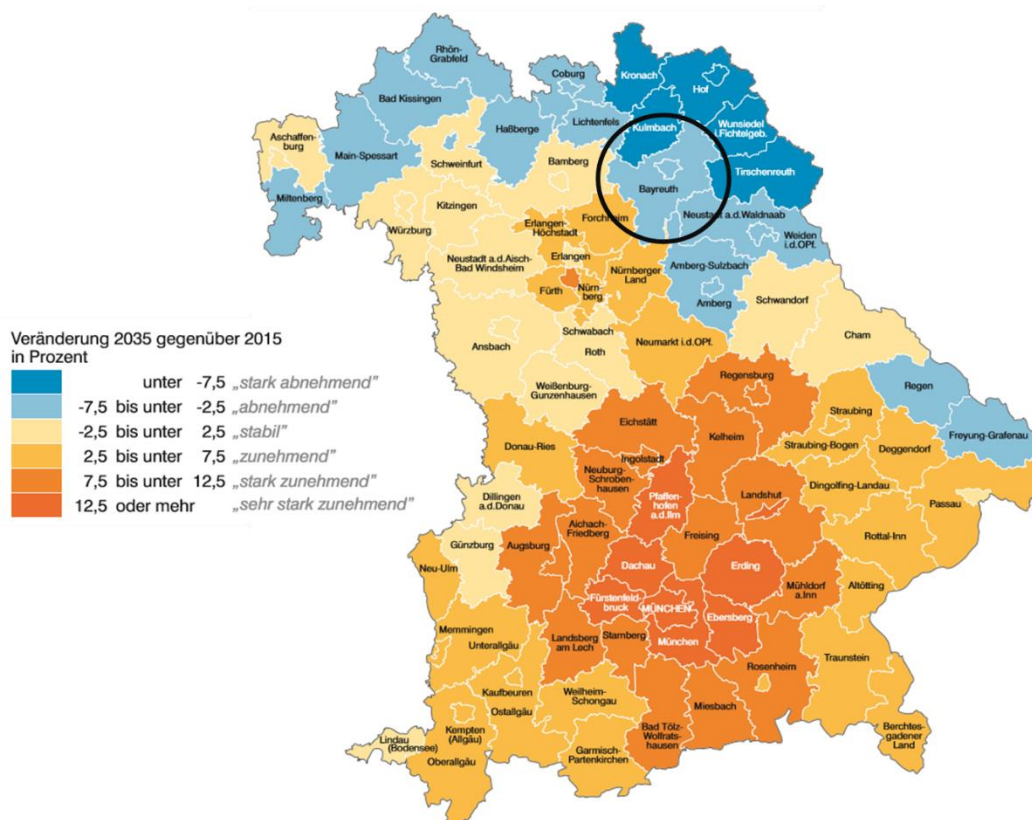 Rhön-
Grabfeld
Coburg
Kronach
Hof
Bad Kissingen
Lichtenfels
Kulmbach
Wunsiedel
i.Fichtelgeb.
Haßberge
Aschaffen-
burg
Main-Spessart
Schweinfurt
Bamberg
Tirschenreuth
Bayreuth
Miltenberg
Kitzingen
Forchheim
Neustadt a.d.Waldnaab
Würzburg
Erlangen-
Höchstadt
Weiden
i.d.OPf.
Erlangen
Neustadt a.d.Aisch-
Bad Windsheim
Nürnberger
Land
Amberg-Sulzbach
Fürth
Nürn-
berg
Amberg
Schwandorf
Schwabach
Ansbach
Roth
Neumarkt i.d.OPf.
Cham
Veränderung 2035 gegenüber 2015
in Prozent
unter -7,5 „stark abnehmend”
-7,5 bis unter -2,5 „abnehmend”
-2,5 bis unter 2,5 „stabil”
2,5 bis unter 7,5 „zunehmend”
7,5 bis unter 12,5 „stark zunehmend”
12,5 oder mehr „sehr stark zunehmend”
Weißenburg-
Gunzenhausen
Regensburg
Regen
Straubing
Eichstätt
Kelheim
Freyung-Grafenau
Donau-Ries
Straubing-Bogen
Deggendorf
Ingolstadt
Neuburg-
Schroben-
hausen
Dingolfing-Landau
Dillingen
a.d.Donau
Pfaffen-
hofen
a.d.Ilm
Landshut
Passau
Aichach-
Friedberg
Freising
Rottal-Inn
Günzburg
Augsburg
Neu-Ulm
Dachau
Erding
Mühldorf
a.Inn
Altötting
Fürstenfeld-
bruck
MÜNCHEN
Ebersberg
Memmingen
Unterallgäu
Landsberg
am Lech
Starnberg
München
Rosenheim
Traunstein
Kaufbeuren
Weilheim-
Schongau
Ostallgäu
Miesbach
Bad Tölz-
Wolfrats-
hausen
Berchtes-
gadener
Land
Kempten
(Allgäu)
Lindau
(Bodensee)
Oberallgäu
Garmisch-
Partenkirchen